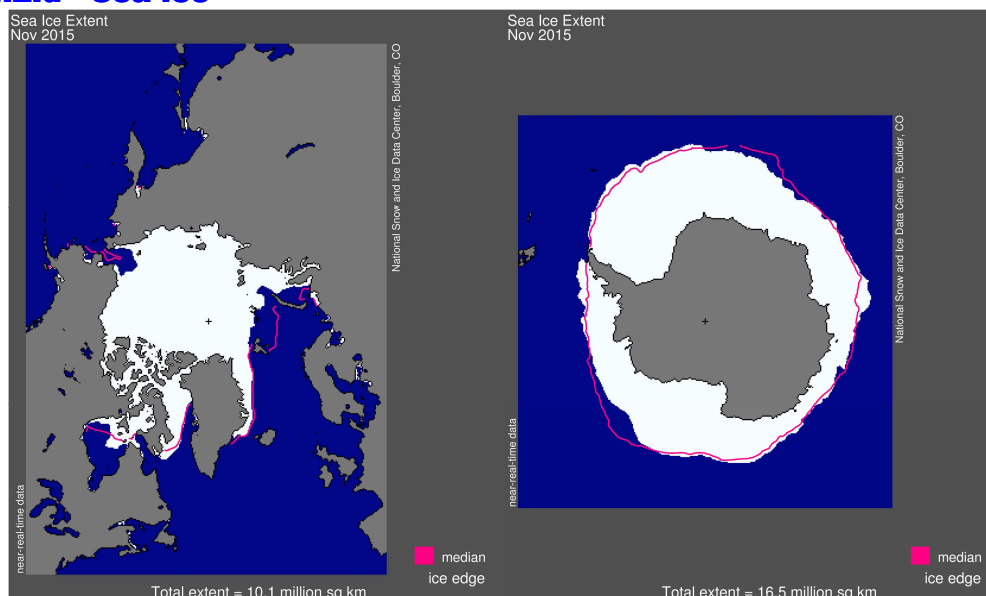 Sea Ice
Sea Ice Extent
Nov 2015
National Snow and Ice Data Center, Boulder, CO
near-real-time data
median
ice edge
Total extent = 10.1 million sq km
Sea Ice Extent
Nov 2015
National Snow and Ice Data Center, Boulder, CO
near-real-time data
median
ice edge
Total extent = 16.5 million sq km